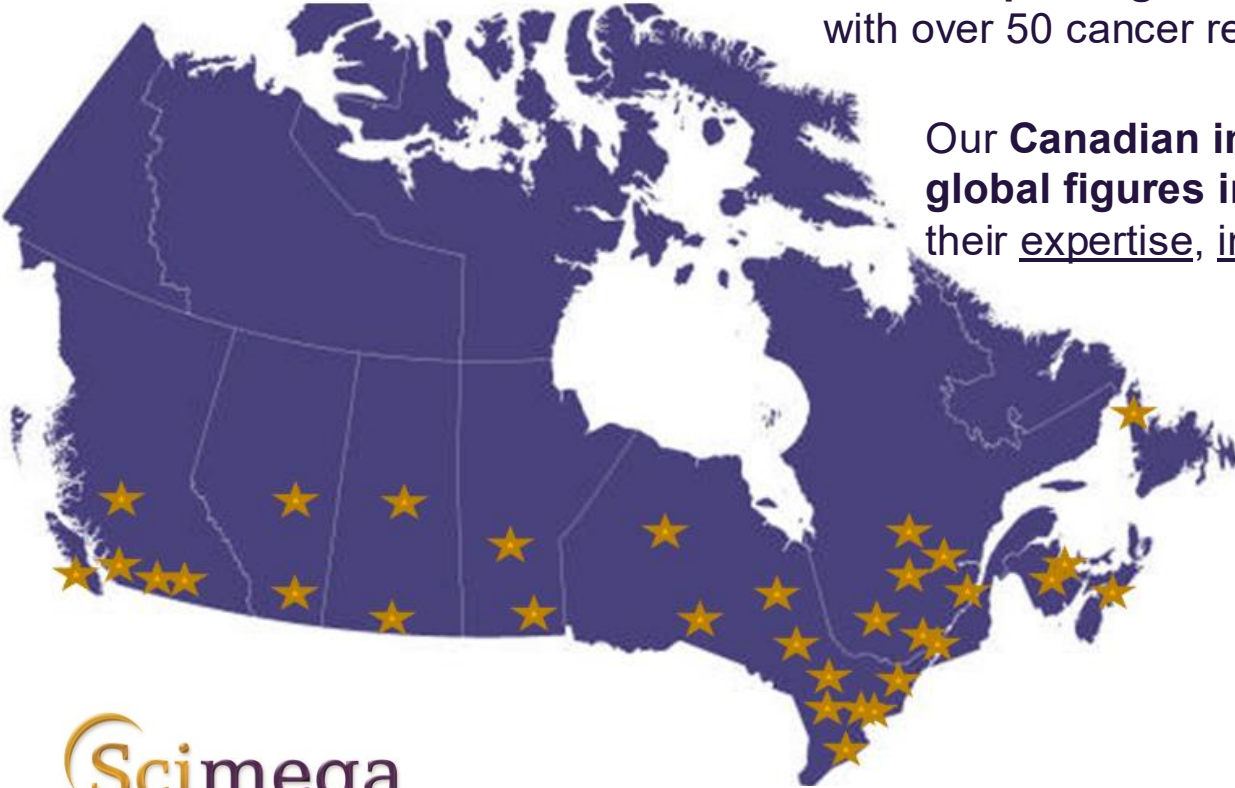 with over 50 cancer re
Our Canadian in
global figures in
their expertise, in
Scimega